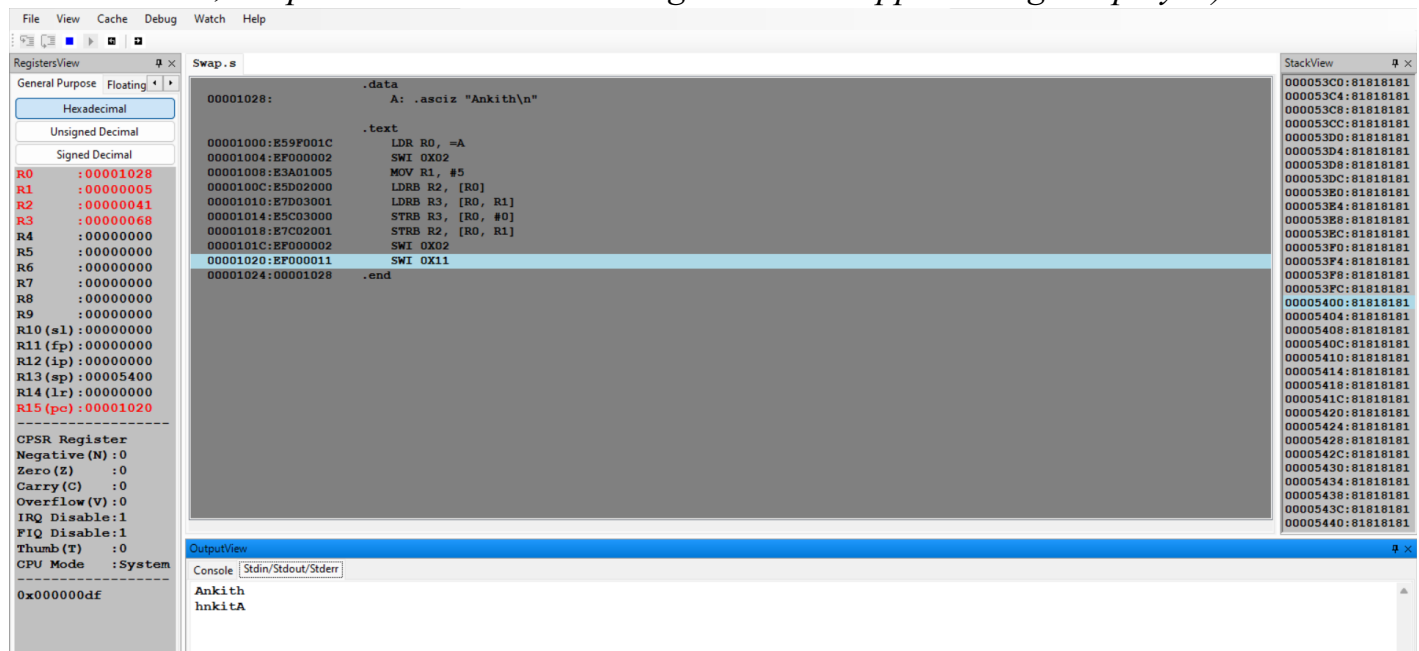 File View Cache Debug Watch Help
RegistersView
General Purpose Floating
Hexadecimal
Unsigned Decimal
Signed Decimal
R0 :00001028
R1 :00000005
R2 :00000041
R3 :00000068
R4 :00000000
R5 :00000000
R6 :00000000
R7 :00000000
R8 :00000000
R9 :00000000
R10(sl):00000000
R11(fp):00000000
R12(ip):00000000
R13(sp):00005400
R14(lr):00000000
R15(pc):00001020
-------------------
CPSR Register
Negative(N):0
Zero(Z) :0
Carry(C) :0
Overflow(V):0
IRQ Disable:1
FIQ Disable:1
Thumb(T) :0
CPU Mode :System
-------------------
0x000000df
Swap.s
.data
00001028: A: .asciz "Ankith\n"
.text
00001000:E59F001C LDR R0, =A
00001004:EF000002 SWI 0X02
00001008:E3A01005 MOV R1, #5
0000100C:E5D02000 LDRB R2, [R0]
00001010:E7D03001 LDRB R3, [R0, R1]
00001014:E5C03000 STRB R3, [R0, #0]
00001018:E7C02001 STRB R2, [R0, R1]
0000101C:EF000002 SWI 0X02
00001020:EF000011 SWI 0X11
00001024:00001028 .end
OutputView
Console Stdin/Stdout/Stderr
Ankith
hnkitA
StackView
000053C0:81818181
000053C4:81818181
000053C8:81818181
000053CC:81818181
000053D0:81818181
000053D4:81818181
000053D8:81818181
000053DC:81818181
000053E0:81818181
000053E4:81818181
000053E8:81818181
000053EC:81818181
000053F0:81818181
000053F4:81818181
000053F8:81818181
000053FC:81818181
00005400:81818181
00005404:81818181
00005408:81818181
0000540C:81818181
00005410:81818181
00005414:81818181
00005418:81818181
0000541C:81818181
00005420:81818181
00005424:81818181
00005428:81818181
0000542C:81818181
00005430:81818181
00005434:81818181
00005438:81818181
0000543C:81818181
00005440:81818181